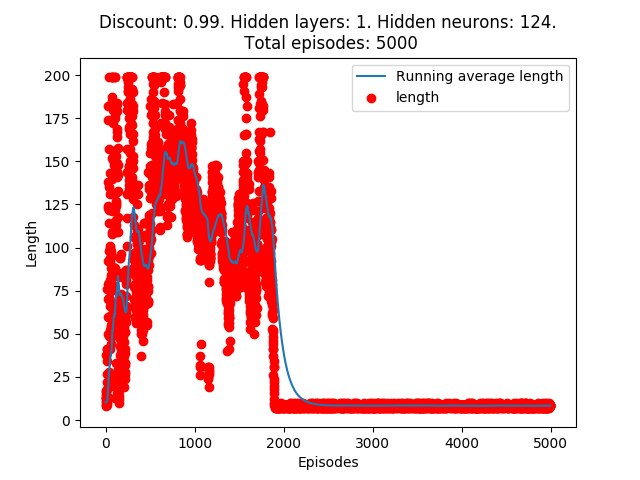 Discount: 0.99. Hidden layers: 1. Hidden neurons: 124.
Total episodes: 5000
Running average length
length
200
175
150
125
100
75
50
25
0
Length
0 1000 2000 3000 4000 5000
Episodes